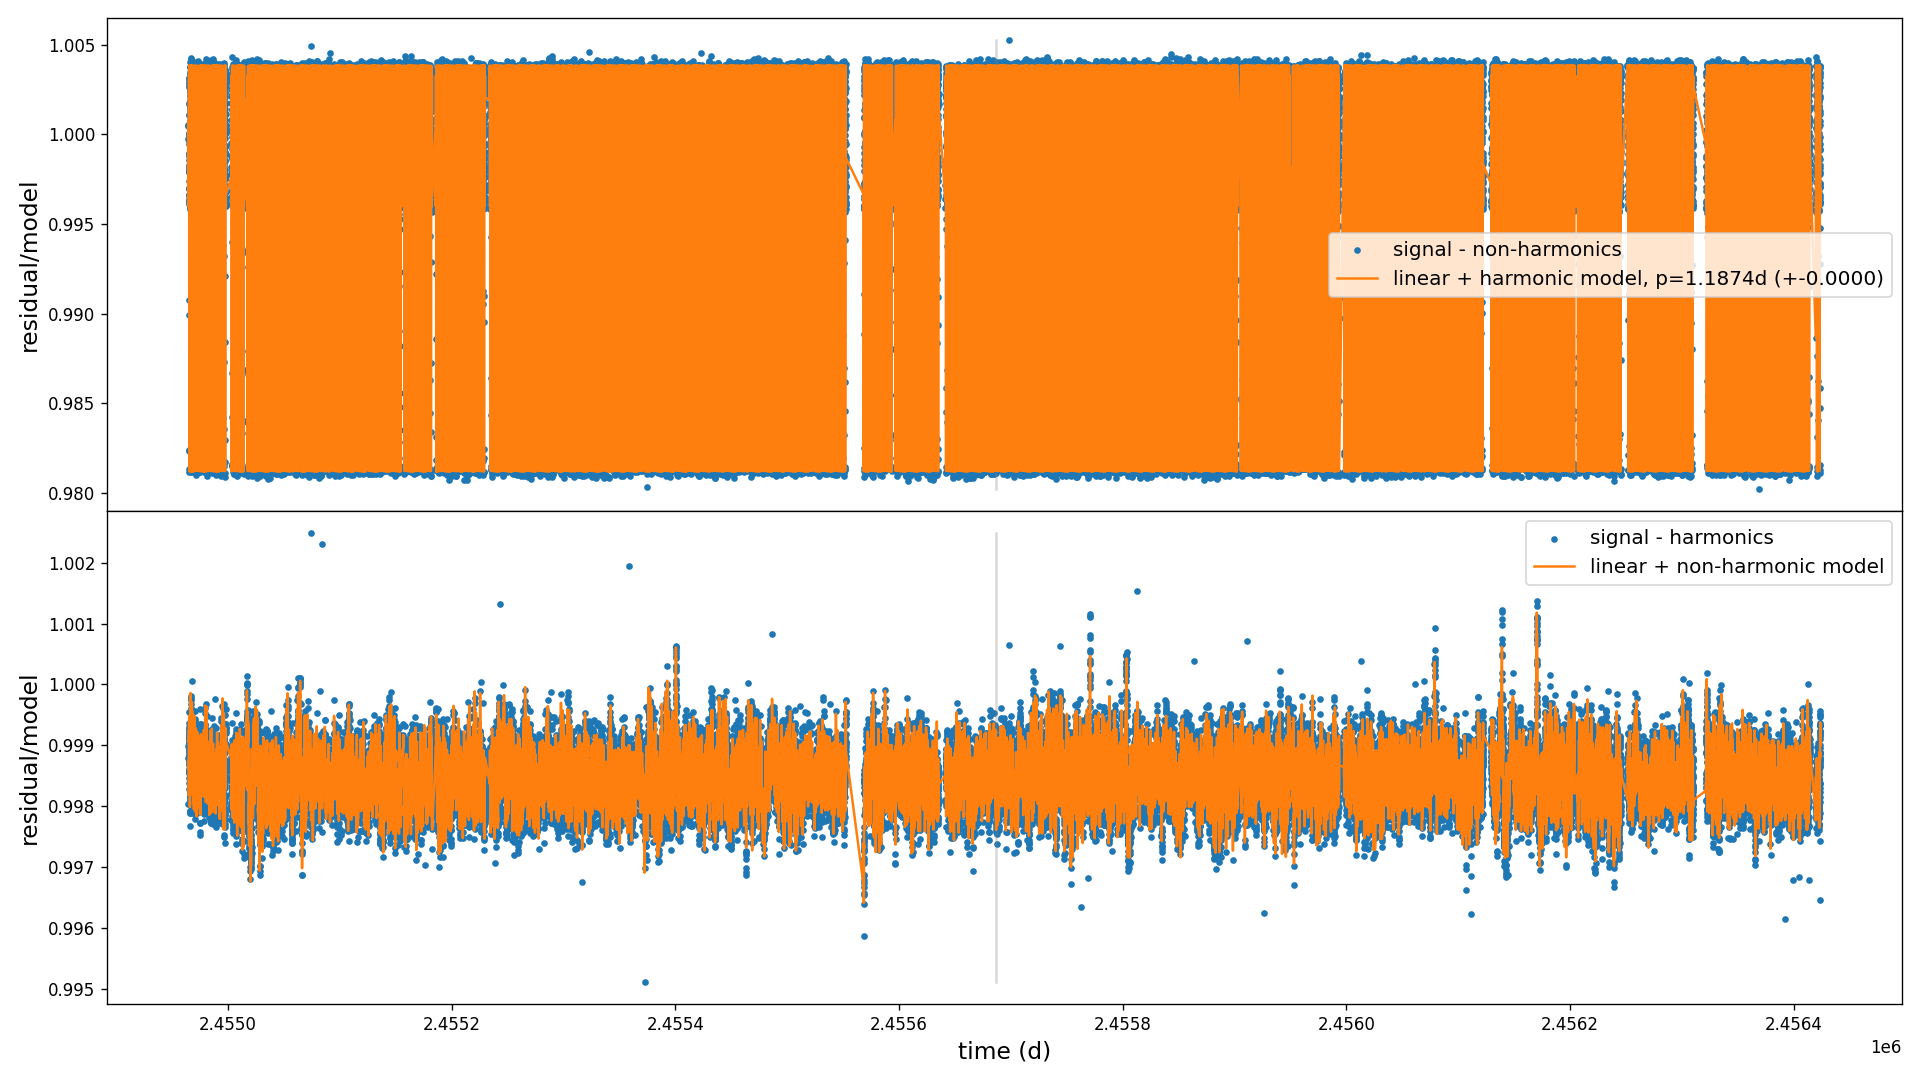 1.005
1.000
0.995
0.990
0.985
0.980
residual/model
signal - non-harmonics
linear + harmonic model, p=1.1874d (+-0.0000)
1.002
1.001
1.000
0.999
0.998
0.997
0.996
0.995
residual/model
signal - harmonics
linear + non-harmonic model
2.4550 2.4552 2.4554 2.4556 2.4558 2.4560 2.4562 2.4564
1e6
time (d)